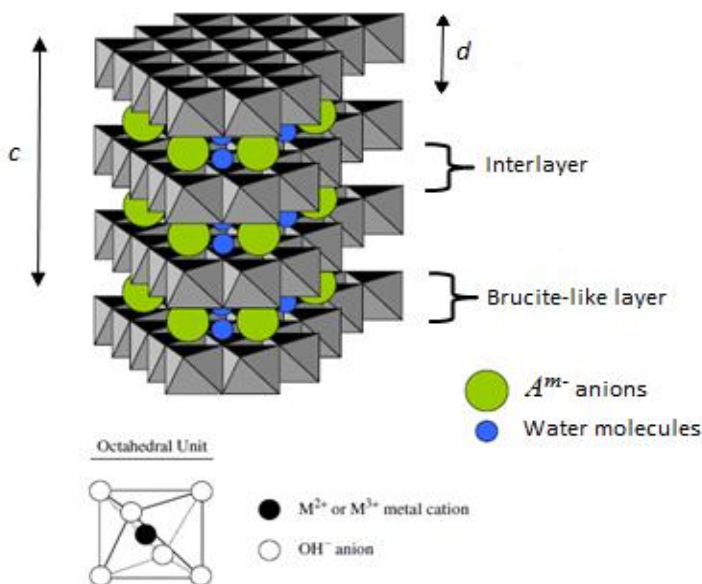 d
c
Interlayer
Brucite-like layer
Aᵐ⁻ anions
Water molecules
Octahedral Unit
M²⁺ or M³⁺ metal cation
OH⁻ anion